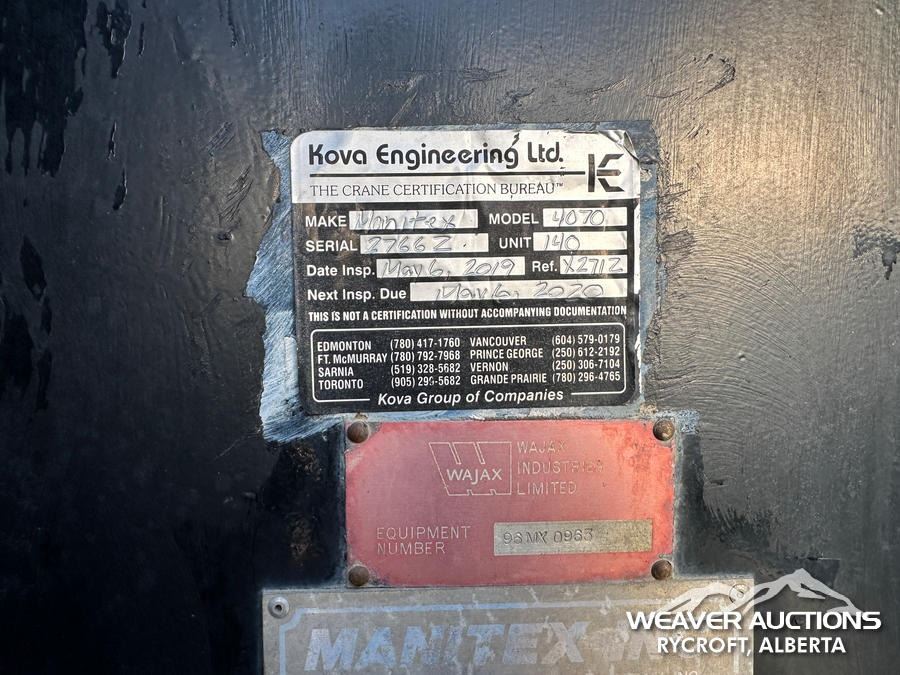 Kova Engineering Ltd.
THE CRANE CERTIFICATION BUREAU™
KE
MAKE Manitex MODEL 4070
SERIAL 27662 UNIT 140
Date Insp. May 6, 2019 Ref. X2712
Next Insp. Due May 6, 2020
THIS IS NOT A CERTIFICATION WITHOUT ACCOMPANYING DOCUMENTATION
EDMONTON (780) 417-1760 VANCOUVER (604) 579-0179
FT. McMURRAY (780) 792-7968 PRINCE GEORGE (250) 612-2192
SARNIA (519) 328-5682 VERNON (250) 306-7104
TORONTO (905) 296-5682 GRANDE PRAIRIE (780) 296-4765
Kova Group of Companies
WAJAX
WAJAX
INDUSTRIES
LIMITED
EQUIPMENT
NUMBER
96MX 0963
MANITEX INC
WEAVER AUCTIONS
RYCROFT, ALBERTA